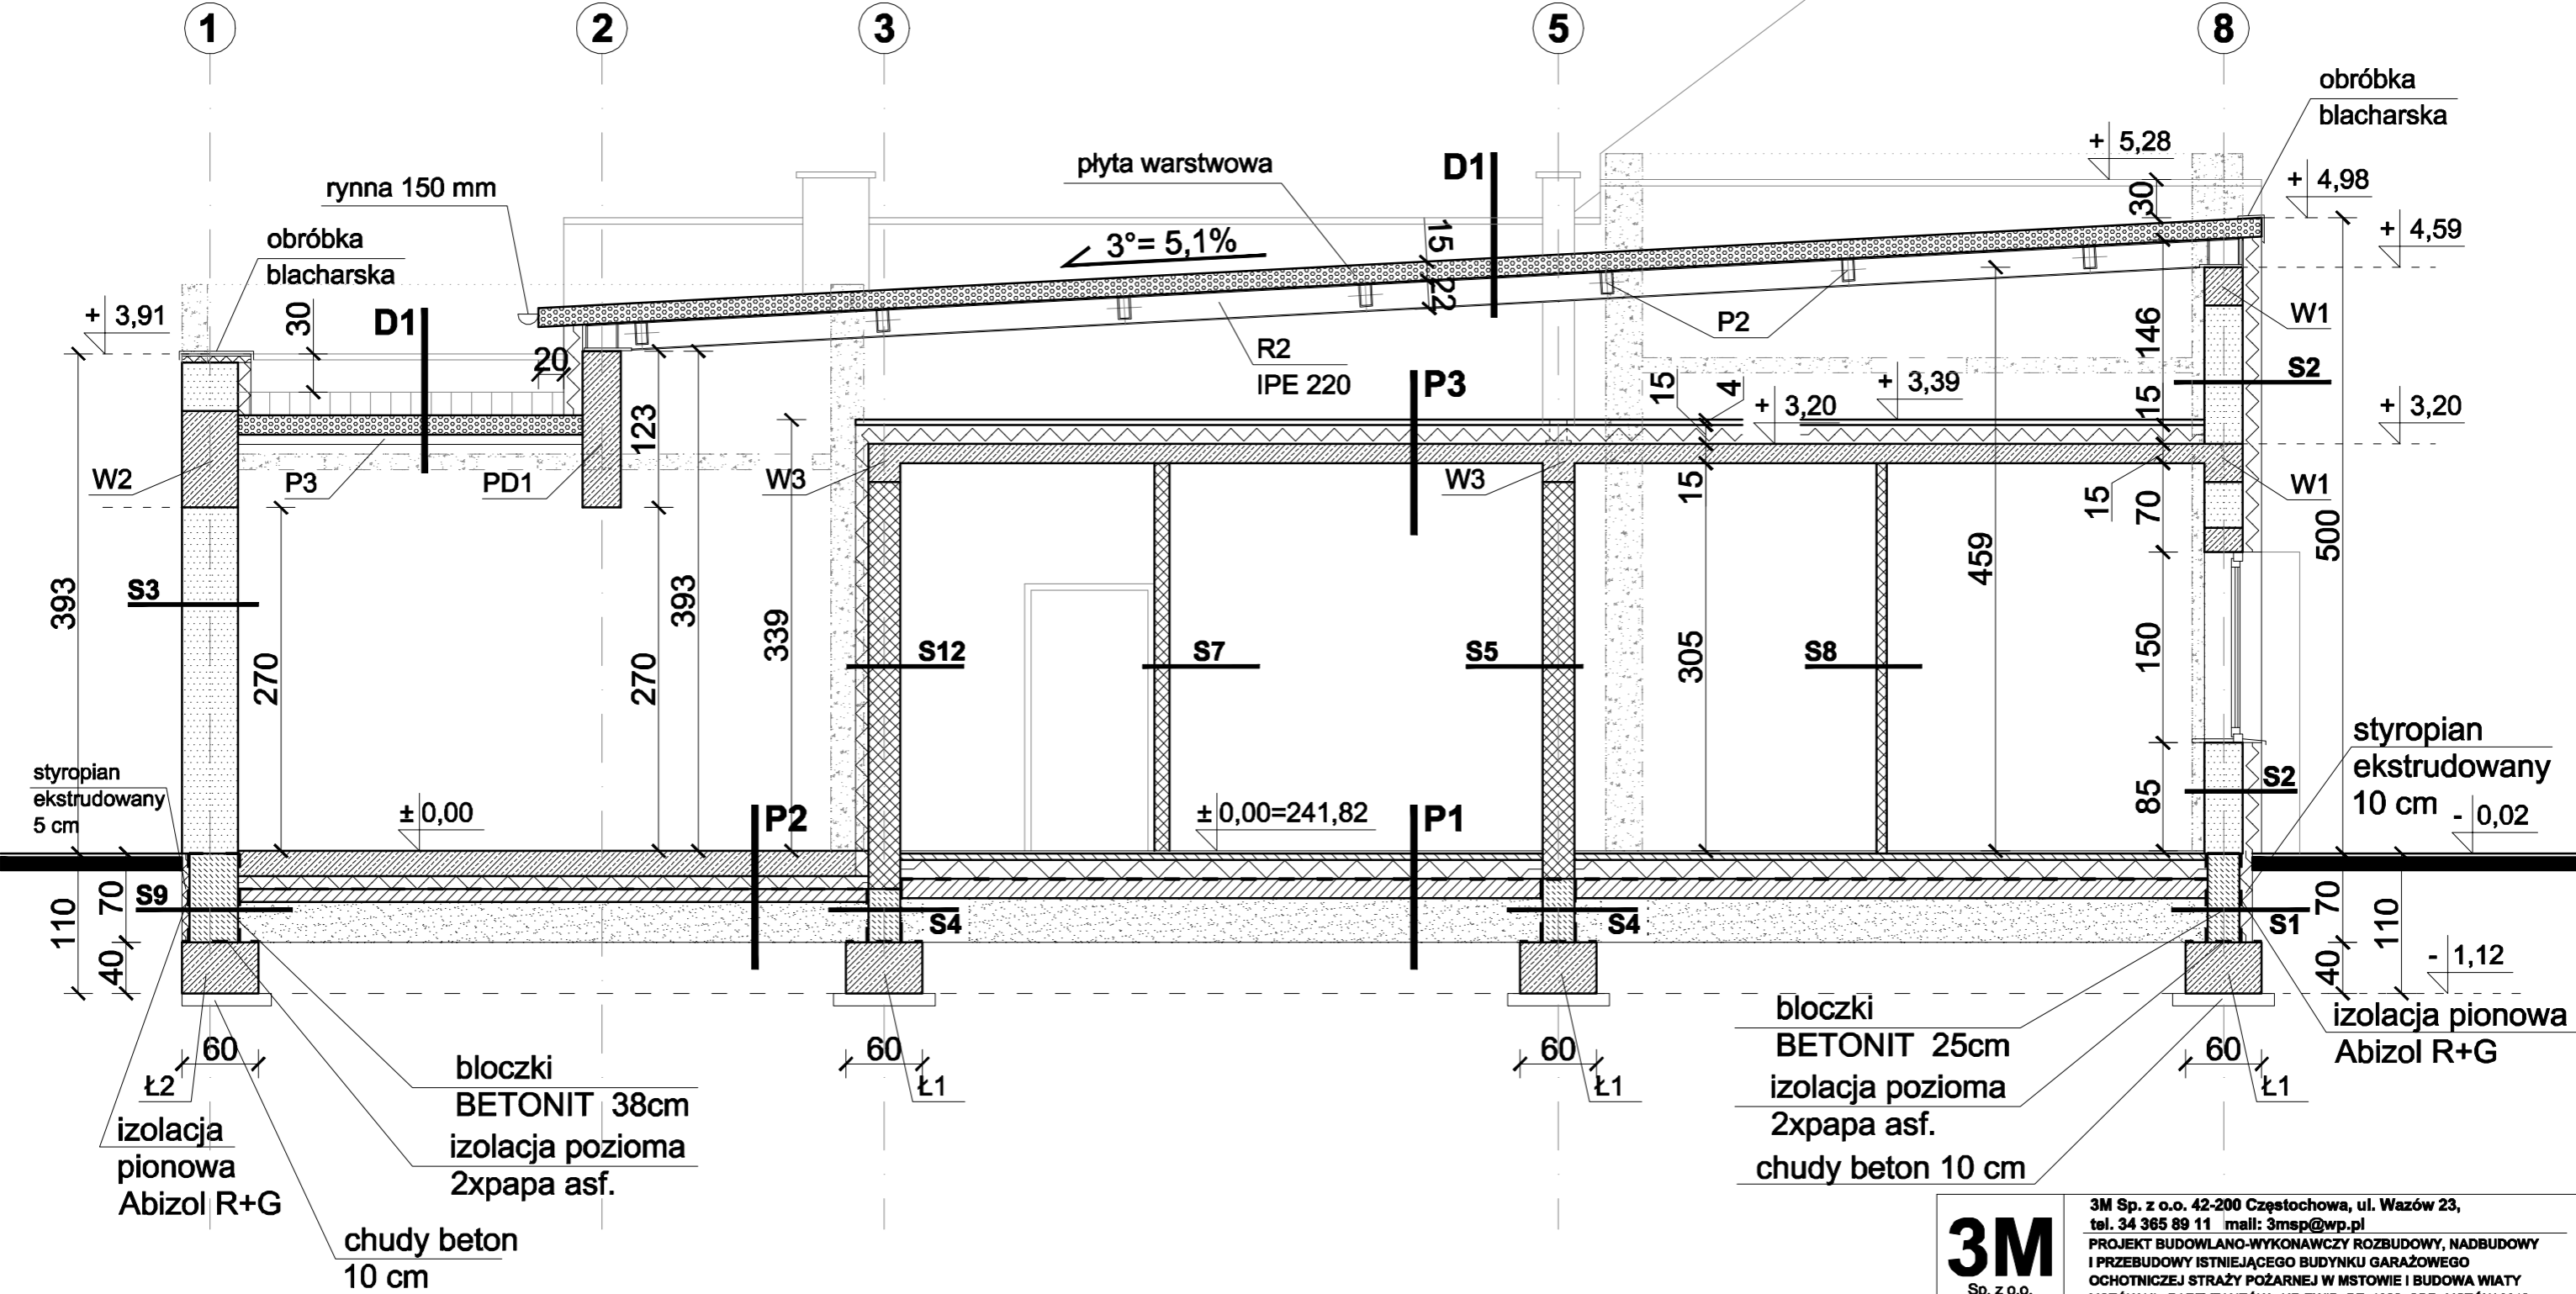 1
2
3
5
8
obróbka
blacharska
+ 5,28
+ 4,98
+ 4,59
30
płyta warstwowa
D1
rynna 150 mm
obróbka
blacharska
3°= 5,1%
15
22
+ 3,91
30
D1
20
R2
IPE 220
P2
W1
146
S2
P3
15
4
+ 3,20
+ 3,39
15
+ 3,20
123
W2
P3
PD1
W3
W3
15
15
70
W1
500
393
S3
270
270
393
339
S12
S7
S5
305
S8
459
150
styropian
ekstrudowany
10 cm
- 0,02
styropian
ekstrudowany
5 cm
± 0,00
P2
± 0,00=241,82
P1
85
S2
110
70
40
S9
S4
S4
S1
70
40
110
- 1,12
60
60
60
60
Ł2
Ł1
Ł1
Ł1
izolacja
pionowa
Abizol R+G
bloczki
BETONIT 38cm
izolacja pozioma
2xpapa asf.
chudy beton
10 cm
bloczki
BETONIT 25cm
izolacja pozioma
2xpapa asf.
chudy beton 10 cm
izolacja pionowa
Abizol R+G
3M
Sp. z o.o.
3M Sp. z o.o. 42-200 Częstochowa, ul. Wazów 23,
tel. 34 365 89 11 mail: 3msp@wp.pl
PROJEKT BUDOWLANO-WYKONAWCZY ROZBUDOWY, NADBUDOWY
I PRZEBUDOWY ISTNIEJĄCEGO BUDYNKU GARAŻOWEGO
OCHOTNICZEJ STRAŻY POŻARNEJ W MSTOWIE I BUDOWA WIATY